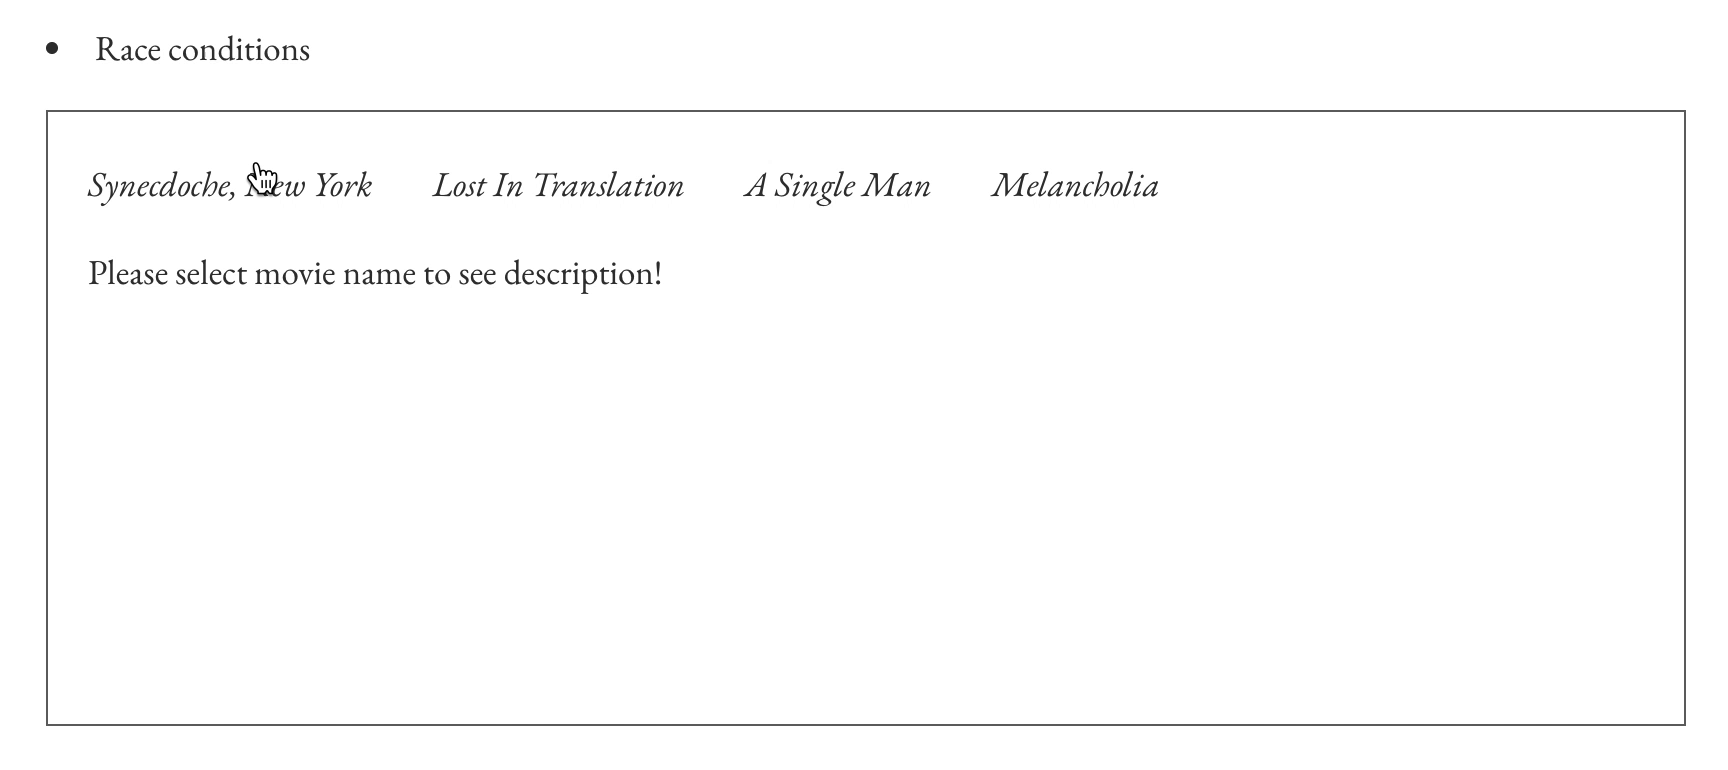 Race conditions
Synecdoche, New York Lost In Translation A Single Man Melancholia
Please select movie name to see description!